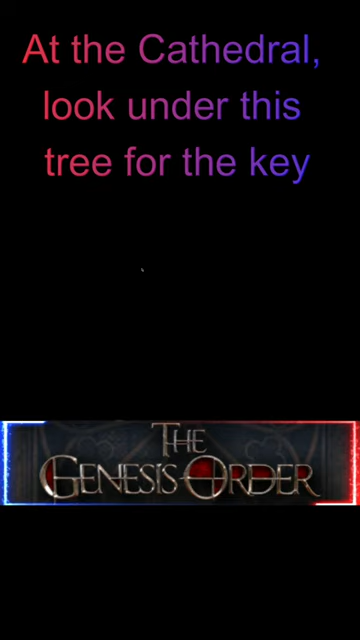 At the Cathedral,
look under this
tree for the key
THE
GENESIS ORDER